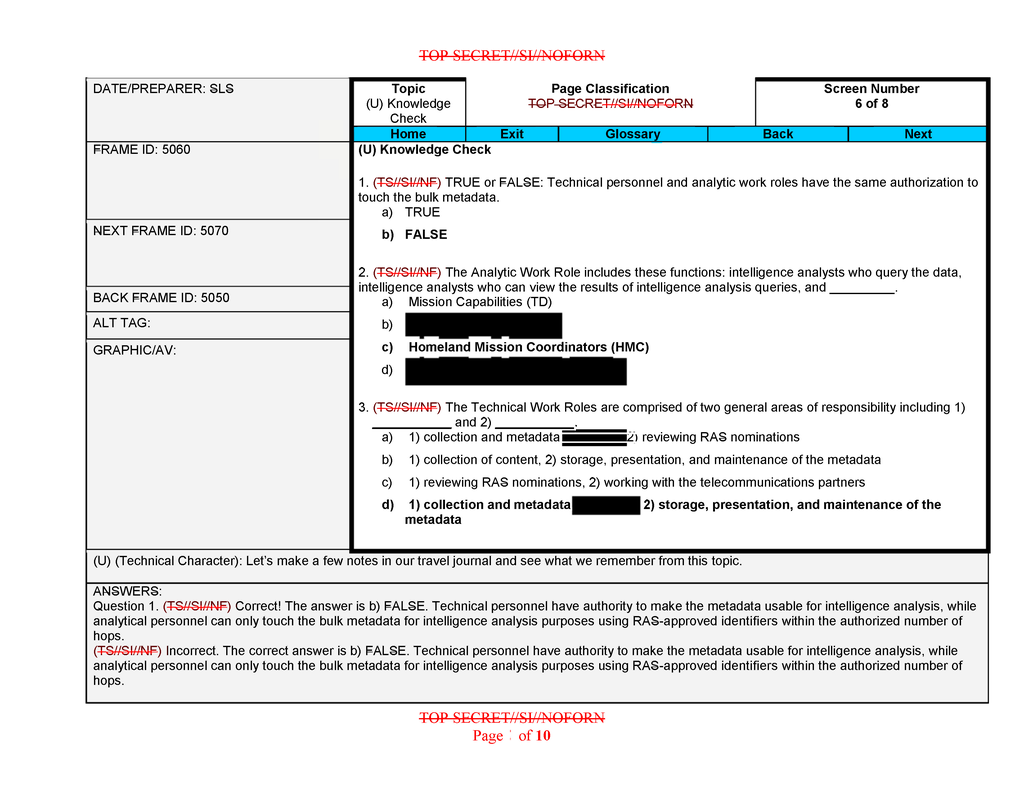 TOP SECRET//SI//NOFORN
DATE/PREPARER: SLS
Topic
(U) Knowledge
Check
Page Classification
TOP SECRET//SI//NOFORN
Screen Number
6 of 8
Home Exit Glossary Back Next
FRAME ID: 5060
NEXT FRAME ID: 5070
BACK FRAME ID: 5050
ALT TAG:
GRAPHIC/AV:
(U) Knowledge Check
1. (TS//SI//NF) TRUE or FALSE: Technical personnel and analytic work roles have the same authorization to
touch the bulk metadata.
a) TRUE
b) FALSE
2. (TS//SI//NF) The Analytic Work Role includes these functions: intelligence analysts who query the data,
intelligence analysts who can view the results of intelligence analysis queries, and _________.
a) Mission Capabilities (TD)
b)
c) Homeland Mission Coordinators (HMC)
d)
3. (TS//SI//NF) The Technical Work Roles are comprised of two general areas of responsibility including 1)
___________ and 2) ___________.
a) 1) collection and metadata 2) reviewing RAS nominations
b) 1) collection of content, 2) storage, presentation, and maintenance of the metadata
c) 1) reviewing RAS nominations, 2) working with the telecommunications partners
d) 1) collection and metadata 2) storage, presentation, and maintenance of the
metadata
(U) (Technical Character): Let's make a few notes in our travel journal and see what we remember from this topic.
ANSWERS:
Question 1. (TS//SI//NF) Correct! The answer is b) FALSE. Technical personnel have authority to make the metadata usable for intelligence analysis, while
analytical personnel can only touch the bulk metadata for intelligence analysis purposes using RAS-approved identifiers within the authorized number of
hops.
(TS//SI//NF) Incorrect. The correct answer is b) FALSE. Technical personnel have authority to make the metadata usable for intelligence analysis, while
analytical personnel can only touch the bulk metadata for intelligence analysis purposes using RAS-approved identifiers within the authorized number of
hops.
TOP SECRET//SI//NOFORN
Page of 10